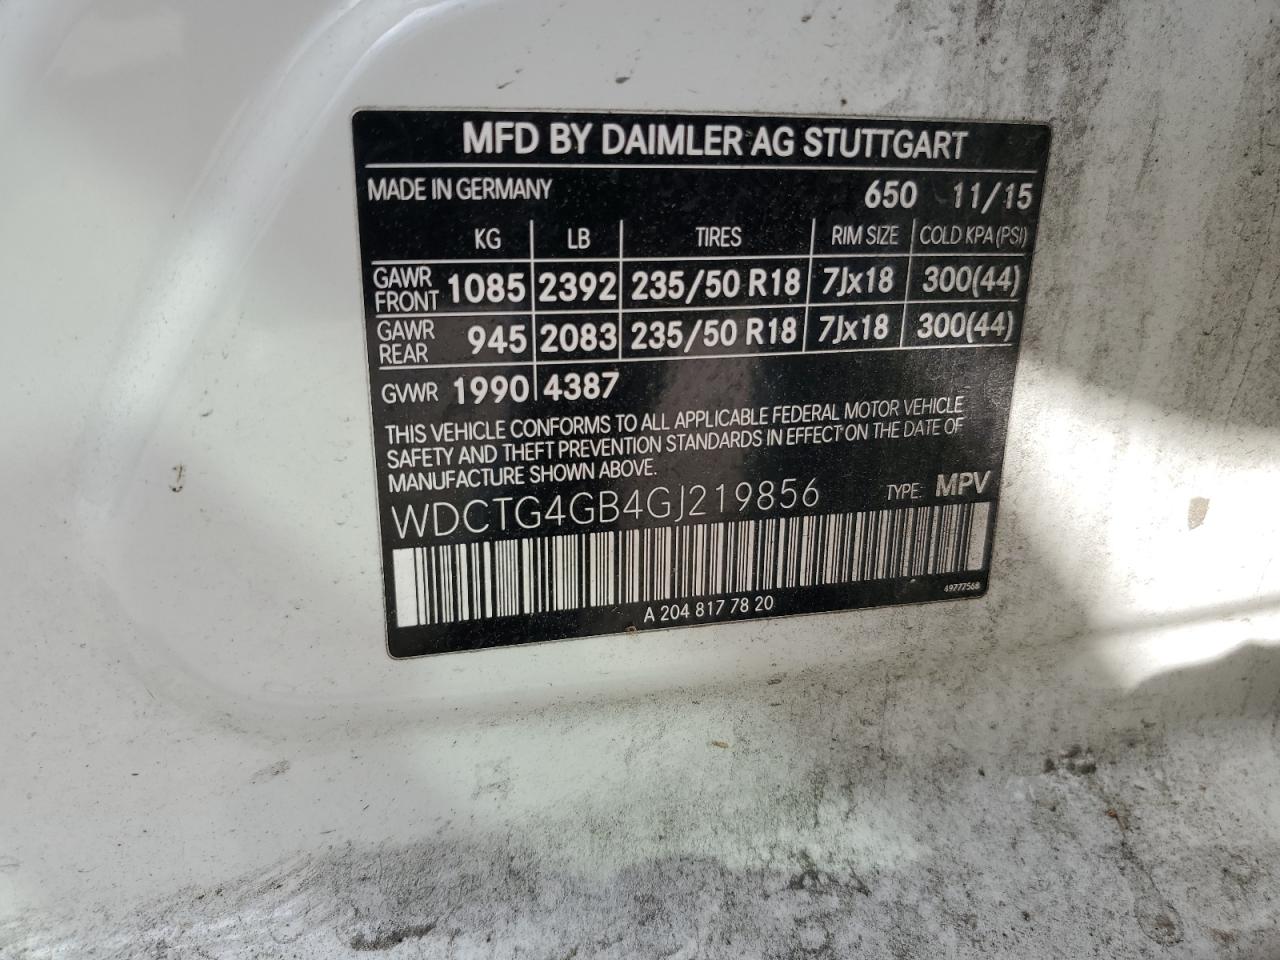 MFD BY DAIMLER AG STUTTGART
MADE IN GERMANY 650 11/15
KG LB TIRES RIM SIZE COLD KPA (PSI)
GAWR FRONT 1085 2392 235/50 R18 7Jx18 300(44)
GAWR REAR 945 2083 235/50 R18 7Jx18 300(44)
GVWR 1990 4387
THIS VEHICLE CONFORMS TO ALL APPLICABLE FEDERAL MOTOR VEHICLE
SAFETY AND THEFT PREVENTION STANDARDS IN EFFECT ON THE DATE OF
MANUFACTURE SHOWN ABOVE.
WDCTG4GB4GJ219856 TYPE: MPV
49777568
A 204 817 78 20